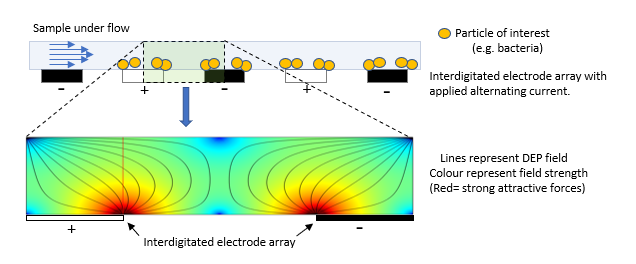 Sample under flow
Particle of interest
(e.g. bacteria)
Interdigitated electrode array with
applied alternating current.
- + - + -
Lines represent DEP field
Colour represent field strength
(Red= strong attractive forces)
+ -
Interdigitated electrode array